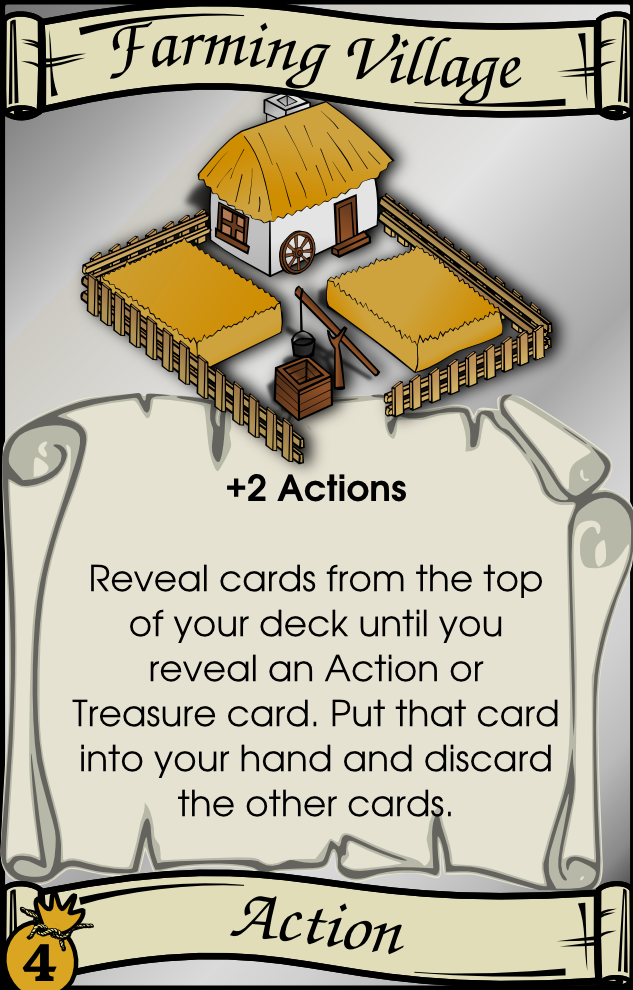 Farming Village
+2 Actions
Reveal cards from the top
of your deck until you
reveal an Action or
Treasure card. Put that card
into your hand and discard
the other cards.
Action
4